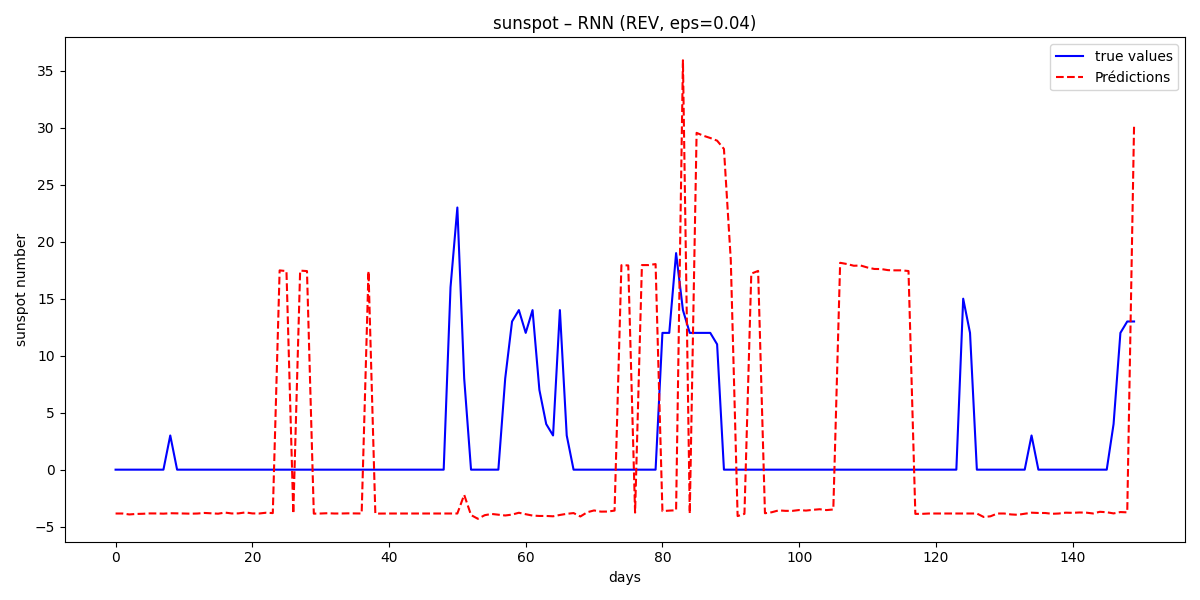 sunspot – RNN (REV, eps=0.04)
true values
Prédictions
sunspot number
35
30
25
20
15
10
5
0
−5
0 20 40 60 80 100 120 140
days